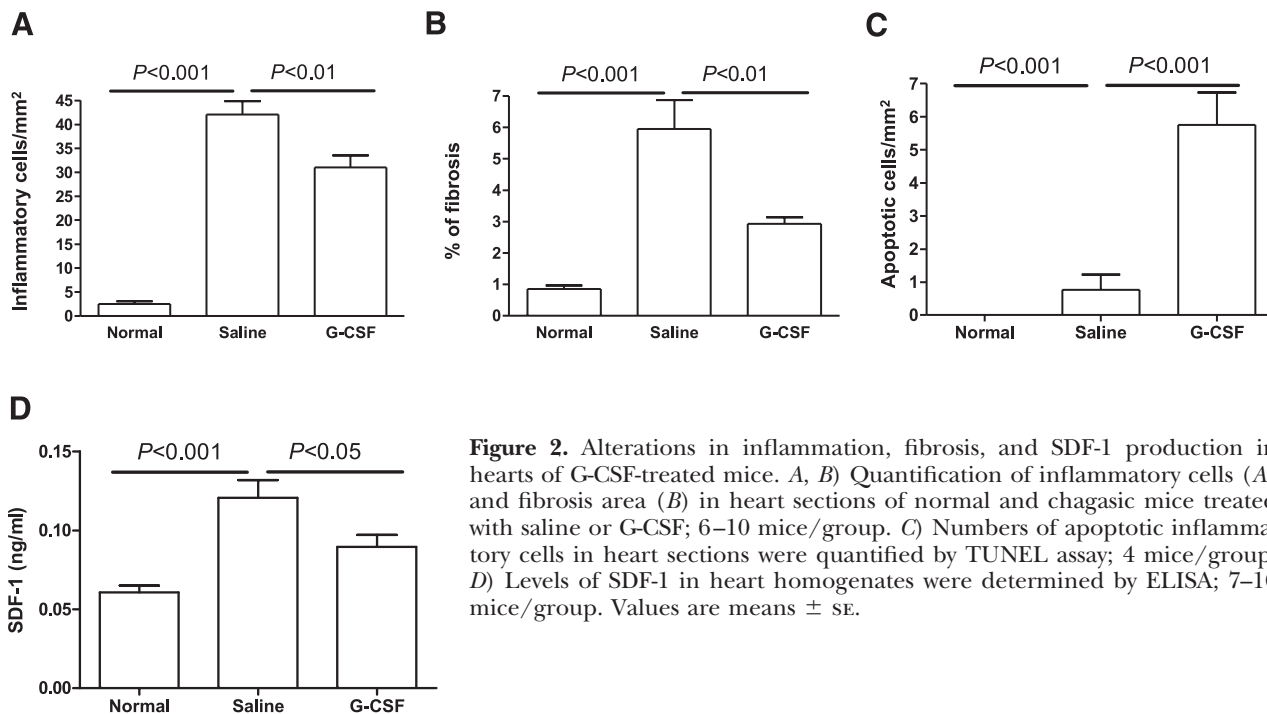 A
P<0.001 P<0.01
Inflammatory cells/mm²
45
40
35
30
25
20
15
10
5
0
Normal Saline G-CSF
B
P<0.001 P<0.01
% of fibrosis
7
6
5
4
3
2
1
0
Normal Saline G-CSF
C
P<0.001 P<0.001
Apoptotic cells/mm²
7
6
5
4
3
2
1
0
Normal Saline G-CSF
D
P<0.001 P<0.05
SDF-1 (ng/ml)
0.15
0.10
0.05
0.00
Normal Saline G-CSF
Figure 2. Alterations in inflammation, fibrosis, and SDF-1 production in
hearts of G-CSF-treated mice. A, B) Quantification of inflammatory cells (A
and fibrosis area (B) in heart sections of normal and chagasic mice treated
with saline or G-CSF; 6–10 mice/group. C) Numbers of apoptotic inflamma-
tory cells in heart sections were quantified by TUNEL assay; 4 mice/group
D) Levels of SDF-1 in heart homogenates were determined by ELISA; 7–10
mice/group. Values are means ± SE.